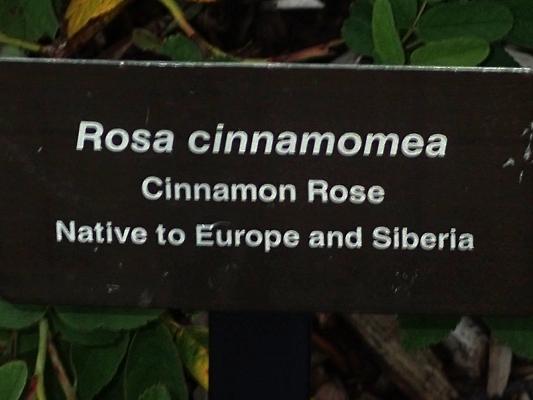 Rosa cinnamomea
Cinnamon Rose
Native to Europe and Siberia